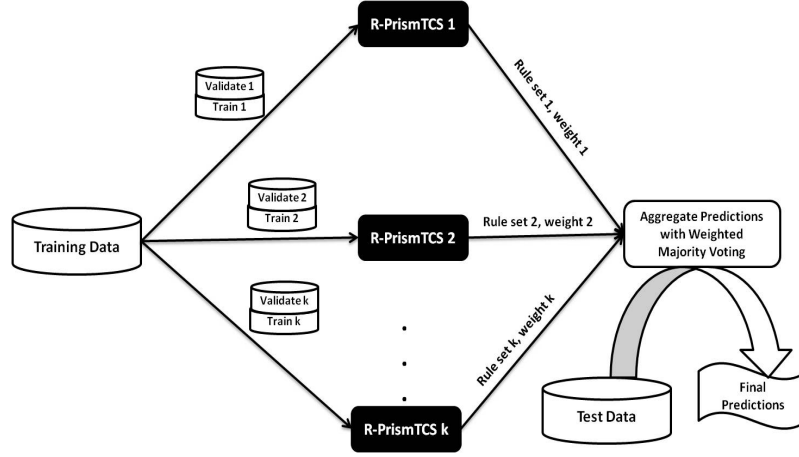 R-PrismTCS 1
Validate 1
Train 1
Rule set 1, weight 1
Validate 2
Train 2
Training Data
R-PrismTCS 2
Rule set 2, weight 2
Aggregate Predictions
with Weighted
Majority Voting
Validate k
Train k
Rule set k, weight k
R-PrismTCS k
Test Data
Final
Predictions